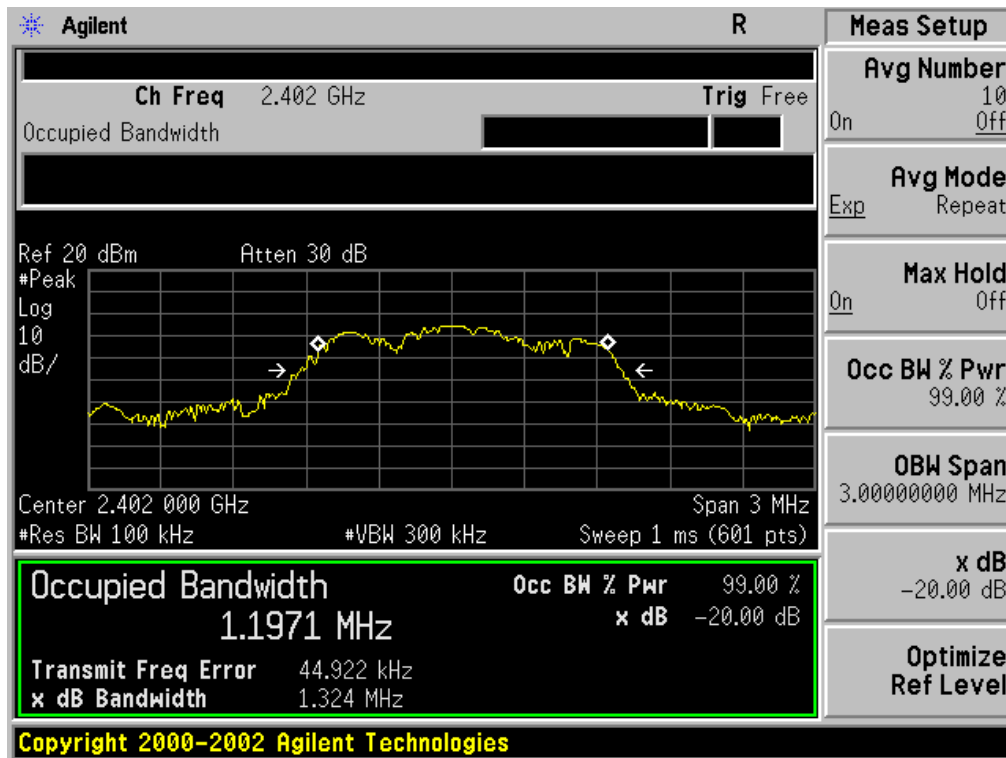 Agilent R Meas Setup
Avg Number
10
On Off
Ch Freq 2.402 GHz Trig Free
Occupied Bandwidth
Avg Mode
Exp Repeat
Ref 20 dBm Atten 30 dB
#Peak
Log
10
dB/
Max Hold
On Off
Occ BW % Pwr
99.00 %
OBW Span
3.00000000 MHz
Center 2.402 000 GHz Span 3 MHz
#Res BW 100 kHz #VBW 300 kHz Sweep 1 ms (601 pts)
x dB
-20.00 dB
Occupied Bandwidth Occ BW % Pwr 99.00 %
1.1971 MHz x dB -20.00 dB
Transmit Freq Error 44.922 kHz
x dB Bandwidth 1.324 MHz
Optimize
Ref Level
Copyright 2000-2002 Agilent Technologies